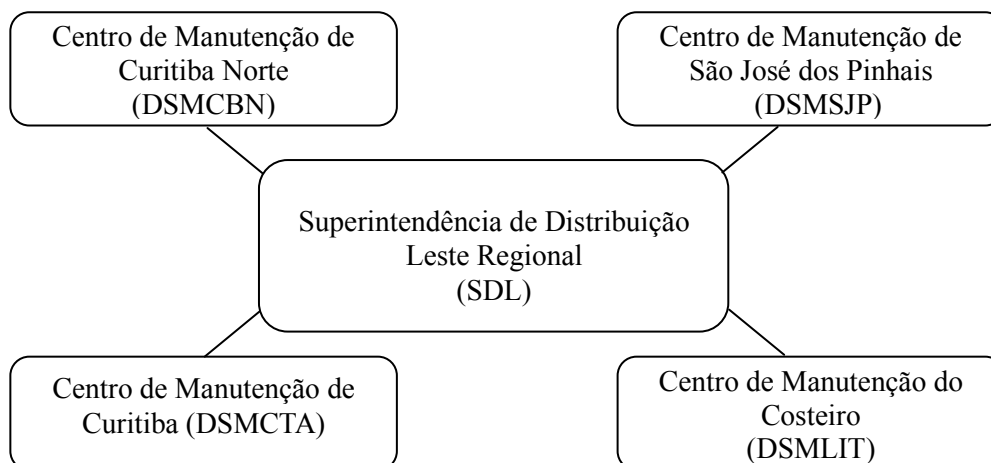 Centro de Manutenção de
Curitiba Norte
(DSMCBN)
Centro de Manutenção de
São José dos Pinhais
(DSMSJP)
Superintendência de Distribuição
Leste Regional
(SDL)
Centro de Manutenção de
Curitiba (DSMCTA)
Centro de Manutenção do
Costeiro
(DSMLIT)